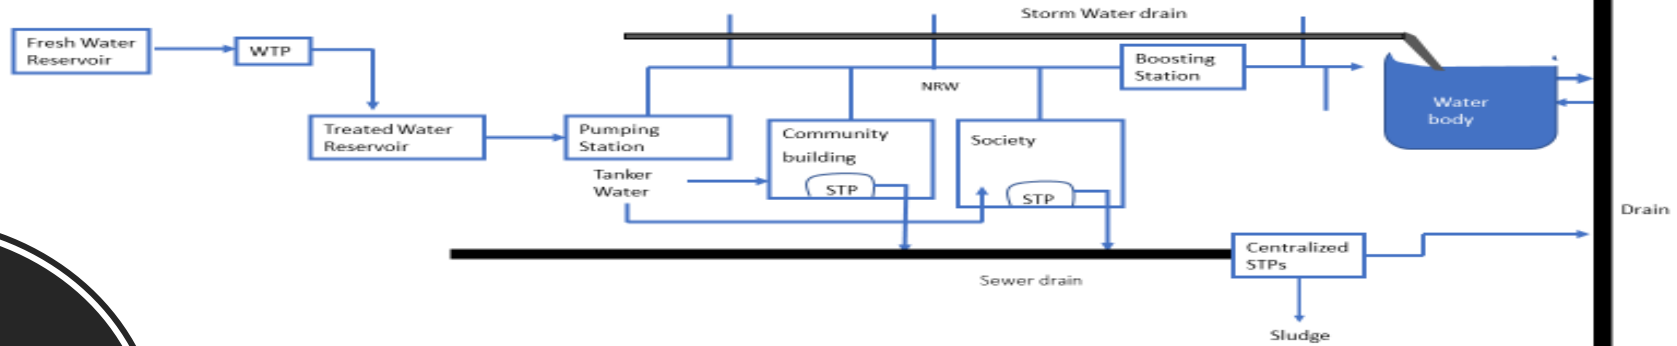 Storm Water drain
Fresh Water
Reservoir
WTP
Boosting
Station
NRW
Water
body
Treated Water
Reservoir
Pumping
Station
Community
building
STP
Society
STP
Tanker
Water
Drain
Centralized
STPs
Sewer drain
Sludge